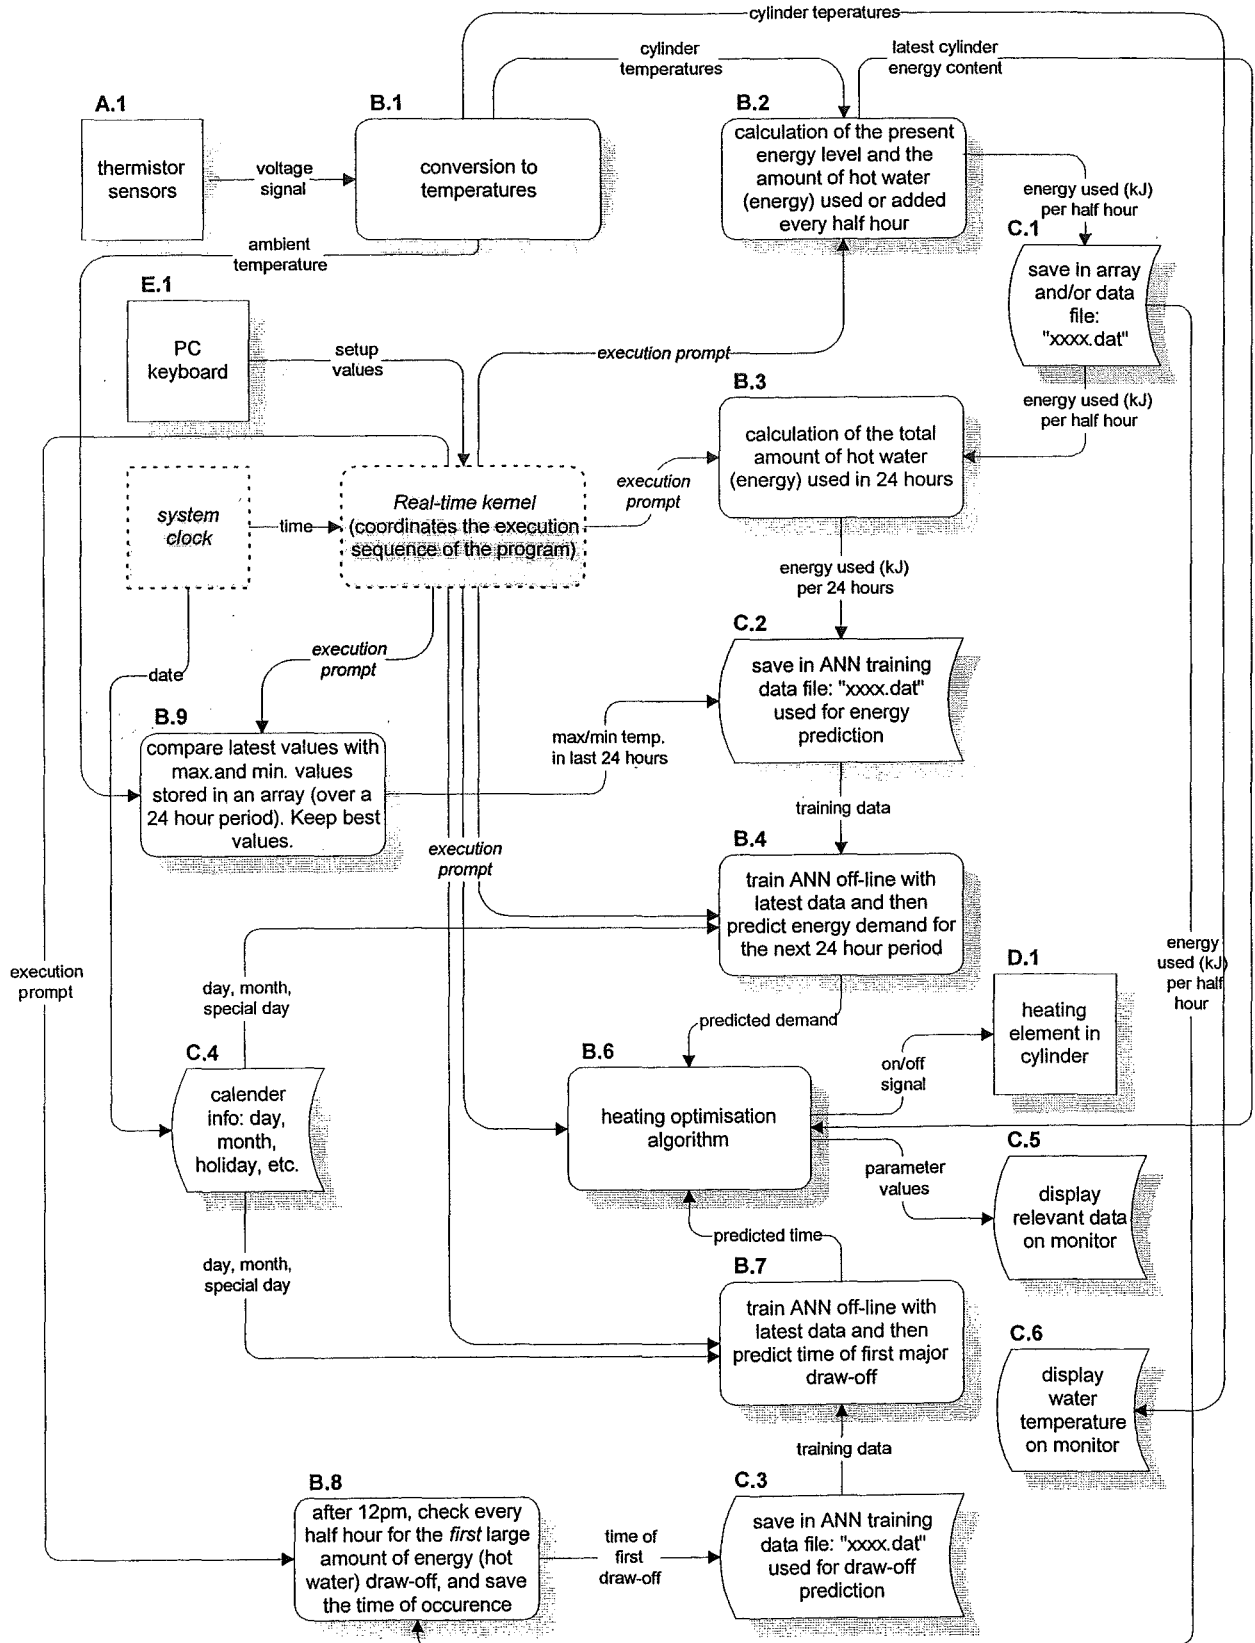 cylinder teperatures
cylinder
temperatures
latest cylinder
energy content
A.1
thermistor
sensors
voltage
signal
B.1
conversion to
temperatures
B.2
calculation of the present
energy level and the
amount of hot water
(energy) used or added
every half hour
energy used (kJ)
per half hour
ambient
temperature
C.1
save in array
and/or data
file:
"xxxx.dat"
E.1
PC
keyboard
setup
values
execution prompt
energy used (kJ)
per half hour
B.3
calculation of the total
amount of hot water
(energy) used in 24 hours
system
clock
time
Real-time kernel
(coordinates the execution
sequence of the program)
execution
prompt
energy used (kJ)
per 24 hours
date
execution
prompt
C.2
save in ANN training
data file: "xxxx.dat"
used for energy
prediction
B.9
compare latest values with
max.and min. values
stored in an array (over a
24 hour period). Keep best
values.
max/min temp.
in last 24 hours
training data
execution
prompt
B.4
train ANN off-line with
latest data and then
predict energy demand for
the next 24 hour period
execution
prompt
day, month,
special day
energy
used (kJ)
per half
hour
D.1
heating
element in
cylinder
predicted demand
C.4
calender
info: day,
month,
holiday, etc.
B.6
heating optimisation
algorithm
on/off
signal
parameter
values
C.5
display
relevant data
on monitor
day, month,
special day
predicted time
B.7
train ANN off-line with
latest data and then
predict time of first major
draw-off
C.6
display
water
temperature
on monitor
training data
B.8
after 12pm, check every
half hour for the first large
amount of energy (hot
water) draw-off, and save
the time of occurence
time of
first
draw-off
C.3
save in ANN training
data file: "xxxx.dat"
used for draw-off
prediction